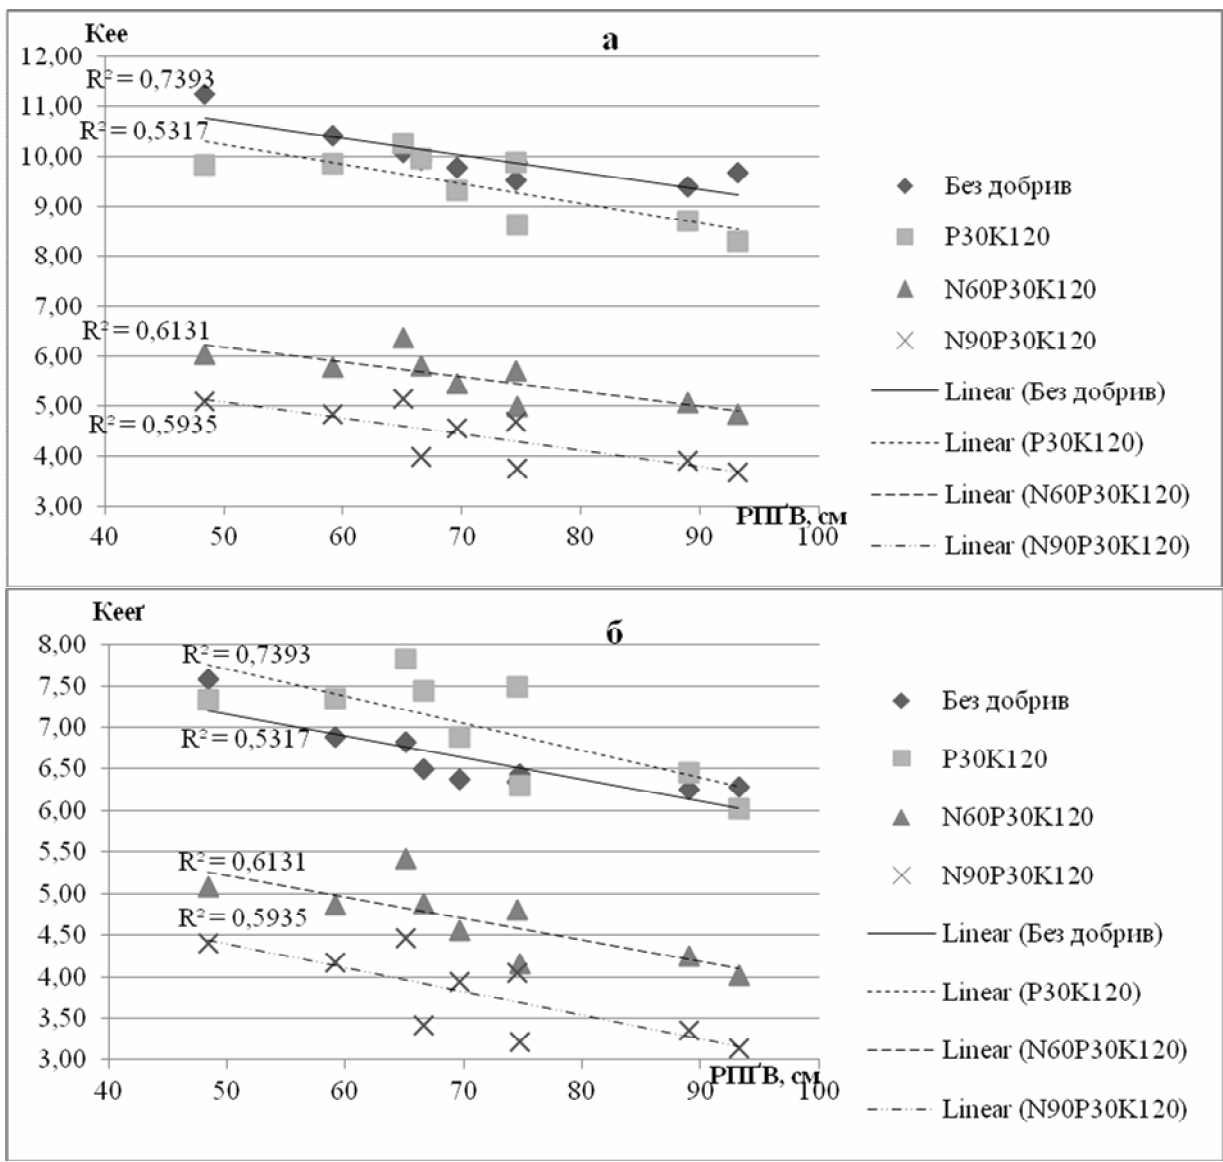 Кее
а
12,00
R² = 0,7393
11,00
R² = 0,5317
10,00
9,00
8,00
7,00
R² = 0,6131
6,00
5,00
R² = 0,5935
4,00
3,00
РПҐВ, см
40 50 60 70 80 90 100
Без добрив
P30K120
N60P30K120
N90P30K120
Linear (Без добрив)
Linear (P30K120)
Linear (N60P30K120)
Linear (N90P30K120)
Кееґ
б
8,00
R² = 0,7393
7,50
7,00
R² = 0,5317
6,50
6,00
5,50
R² = 0,6131
5,00
R² = 0,5935
4,50
4,00
3,50
3,00
РПҐВ, см
40 50 60 70 80 90 100
Без добрив
P30K120
N60P30K120
N90P30K120
Linear (Без добрив)
Linear (P30K120)
Linear (N60P30K120)
Linear (N90P30K120)